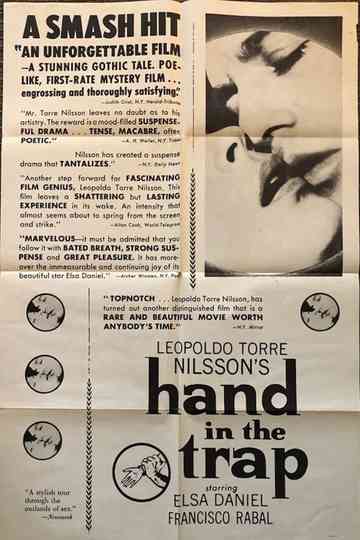 A SMASH HIT
"AN UNFORGETTABLE FILM
—A STUNNING GOTHIC TALE. POE-
LIKE, FIRST-RATE MYSTERY FILM . . .
engrossing and thoroughly satisfying."
—Judith Crist, N.Y. Herald-Tribune
"Mr. Torre Nilsson leaves no doubt as to his
artistry. The reward is a mood-filled SUSPENSE-
FUL DRAMA . . . TENSE, MACABRE, often
POETIC."
—A. H. Weiler, N.Y. Times
Nilsson has created a suspense
drama that TANTALIZES."
—N.Y. Daily News
"Another step forward for FASCINATING
FILM GENIUS, Leopoldo Torre Nilsson. This
film leaves a SHATTERING but LASTING
EXPERIENCE in its wake. An intensity that
almost seems about to spring from the screen
and strike."
—Alton Cook, World-Telegram
"MARVELOUS—it must be admitted that you
follow it with BATED BREATH, STRONG SUS-
PENSE and GREAT PLEASURE. It has more-
over the immeasurable and continuing joy of its
beautiful star Elsa Daniel."
—Archer Winsten, N.Y. Post
"TOPNOTCH . . . Leopoldo Torre Nilsson, has
turned out another distinguished film that is a
RARE AND BEAUTIFUL MOVIE WORTH
ANYBODY'S TIME."
—N.Y. Mirror
LEOPOLDO TORRE
NILSSON'S
hand
in the
trap
starring
ELSA DANIEL
FRANCISCO RABAL
"A stylish tour
through the
outlands of sex."
—Newsweek